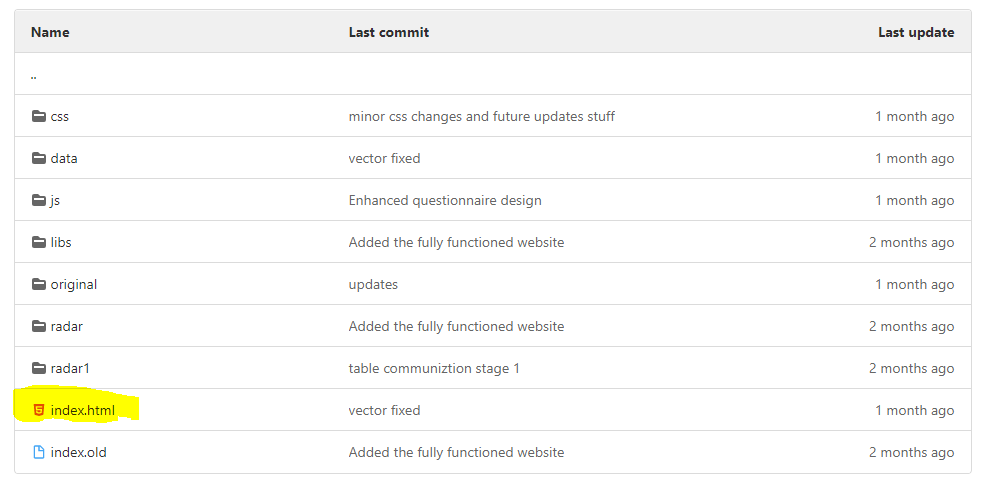 Name Last commit Last update
..
css minor css changes and future updates stuff 1 month ago
data vector fixed 1 month ago
js Enhanced questionnaire design 1 month ago
libs Added the fully functioned website 2 months ago
original updates 1 month ago
radar Added the fully functioned website 2 months ago
radar1 table communiztion stage 1 2 months ago
index.html vector fixed 1 month ago
index.old Added the fully functioned website 2 months ago